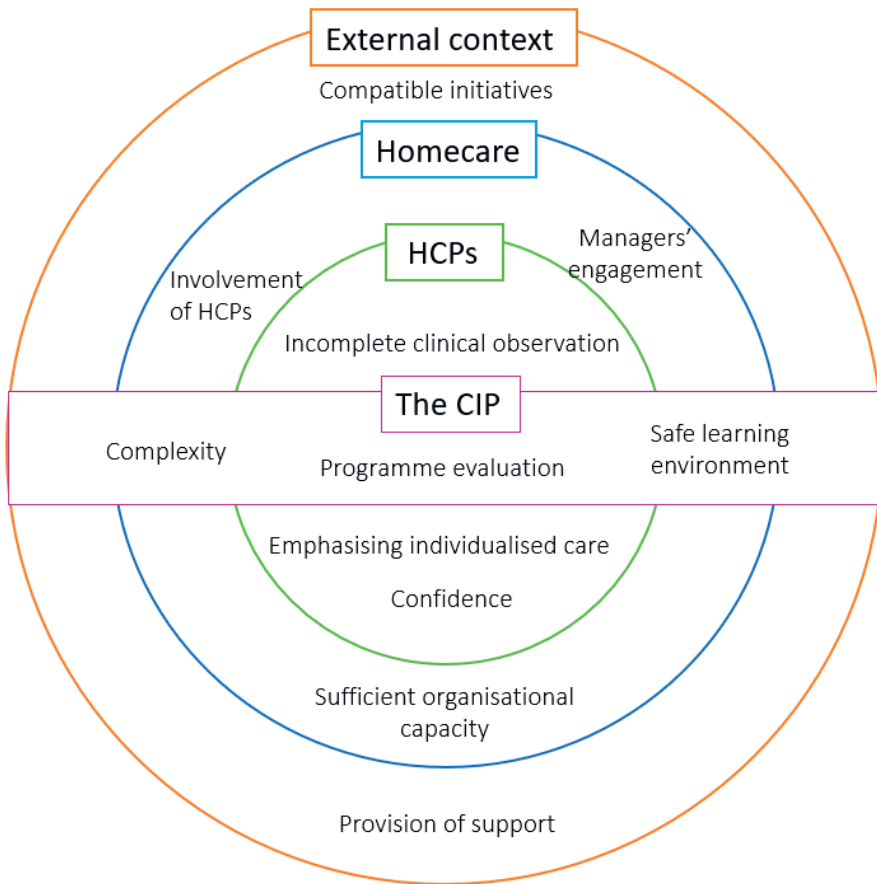 External context
Compatible initiatives
Homecare
HCPs
Managers'
engagement
Involvement
of HCPs
Incomplete clinical observation
The CIP
Complexity
Programme evaluation
Safe learning
environment
Emphasising individualised care
Confidence
Sufficient organisational
capacity
Provision of support